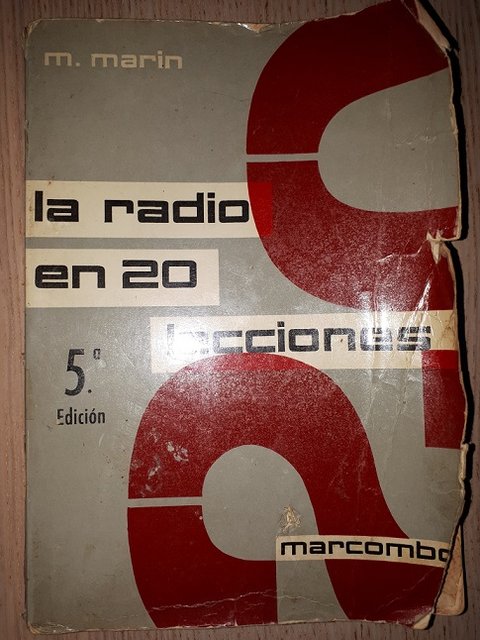 m. marin
la radio
en 20
lecciones
5.ª
Edición
marcombo